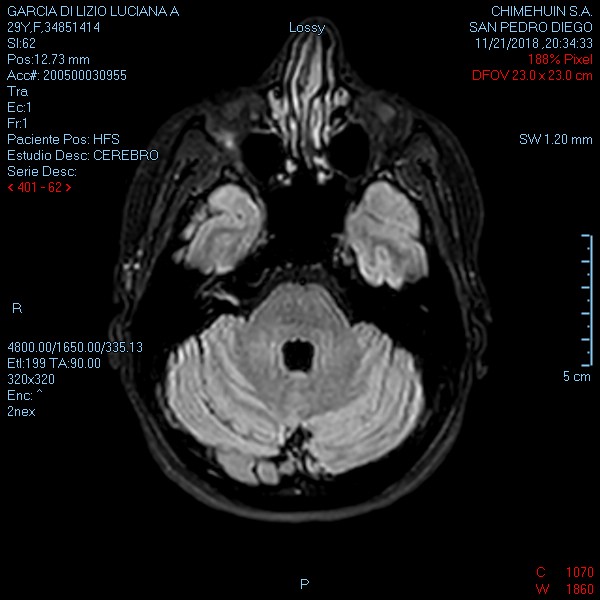 GARCIA DI LIZIO LUCIANA A
29Y,F,34851414
Sl:62
Pos:12.73 mm
Acc#: 200500030955
Tra
Ec:1
Fr:1
Paciente Pos: HFS
Estudio Desc: CEREBRO
Serie Desc:
< 401 - 62 >
Lossy
CHIMEHUIN S.A.
SAN PEDRO DIEGO
11/21/2018 ,20:34:33
188% Pixel
DFOV 23.0 x 23.0 cm
SW 1.20 mm
R
4800.00/1650.00/335.13
Etl:199 TA:90.00
320x320
Enc: ^
2nex
5 cm
P
C 1070
W 1860